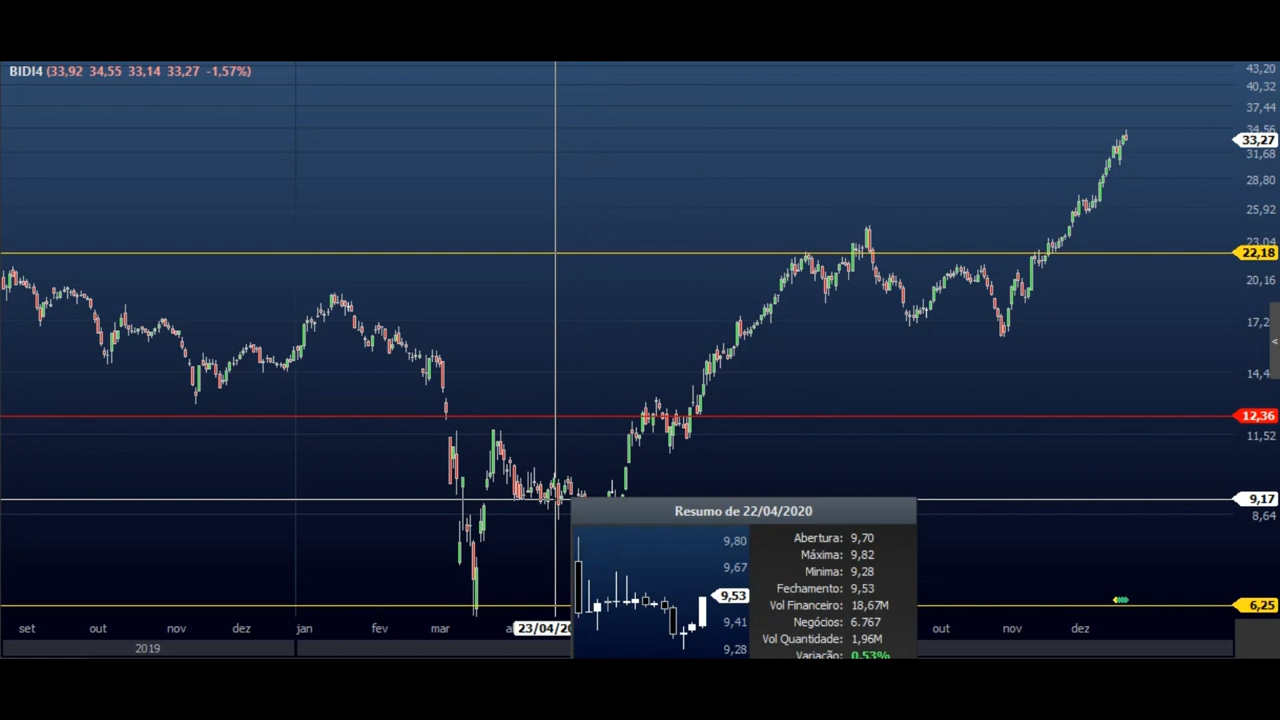 BIDI4 (33,92 34,55 33,14 33,27 -1,57%)
43,20
40,32
37,44
34,56
33,27
31,68
28,80
25,92
23,04
22,18
20,16
17,2
14,4
12,36
11,52
9,17
8,64
6,25
<
Resumo de 22/04/2020
9,80
9,67
9,53
9,41
9,28
Abertura: 9,70
Máxima: 9,82
Minima: 9,28
Fechamento: 9,53
Vol Financeiro: 18,67M
Negócios: 6.767
Vol Quantidade: 1,96M
Variação: 0,53%
set out nov dez jan fev mar 23/04/20 out nov dez
2019